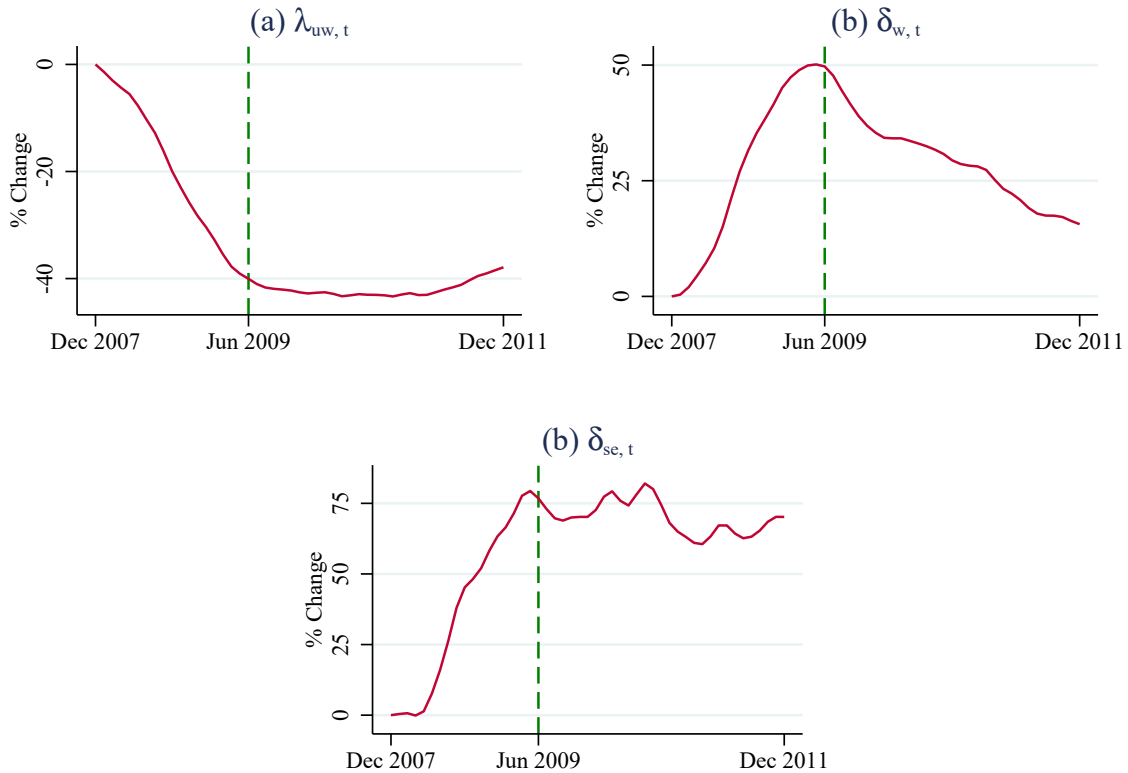 (a) λuw, t
% Change
0
-20
-40
Dec 2007 Jun 2009 Dec 2011
(b) δw, t
% Change
50
25
0
Dec 2007 Jun 2009 Dec 2011
(b) δse, t
% Change
75
50
25
0
Dec 2007 Jun 2009 Dec 2011